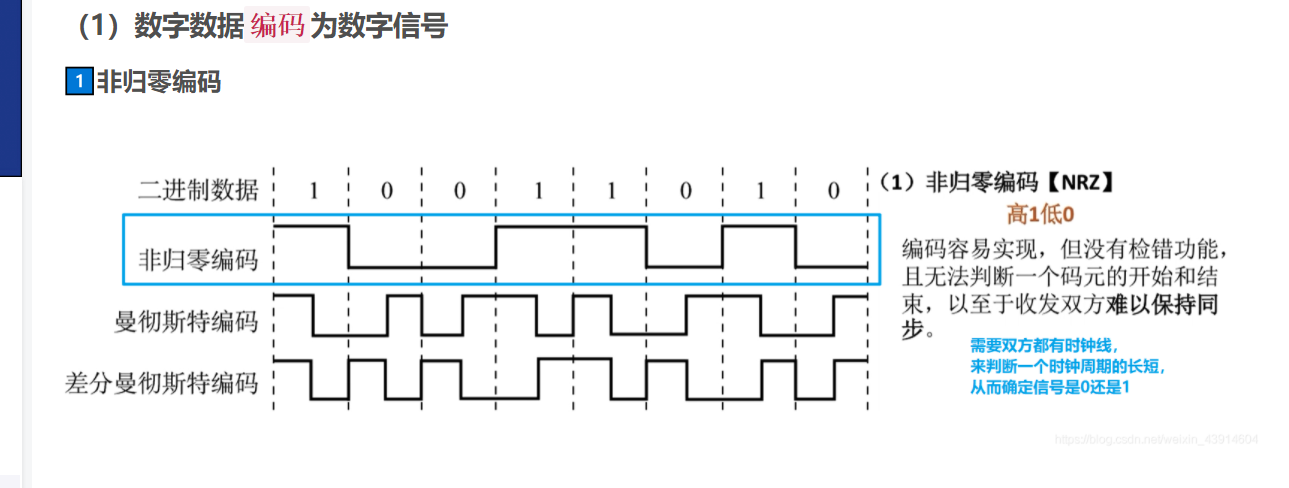 （1）数字数据编码为数字信号
1 非归零编码
二进制数据 1 0 0 1 1 0 1 0
（1）非归零编码【NRZ】
高1低0
非归零编码
编码容易实现，但没有检错功能，
且无法判断一个码元的开始和结
束，以至于收发双方难以保持同
步。
曼彻斯特编码
需要双方都有时钟线，
来判断一个时钟周期的长短，
从而确定信号是0还是1
差分曼彻斯特编码
https://blog.csdn.net/weixin_43914604